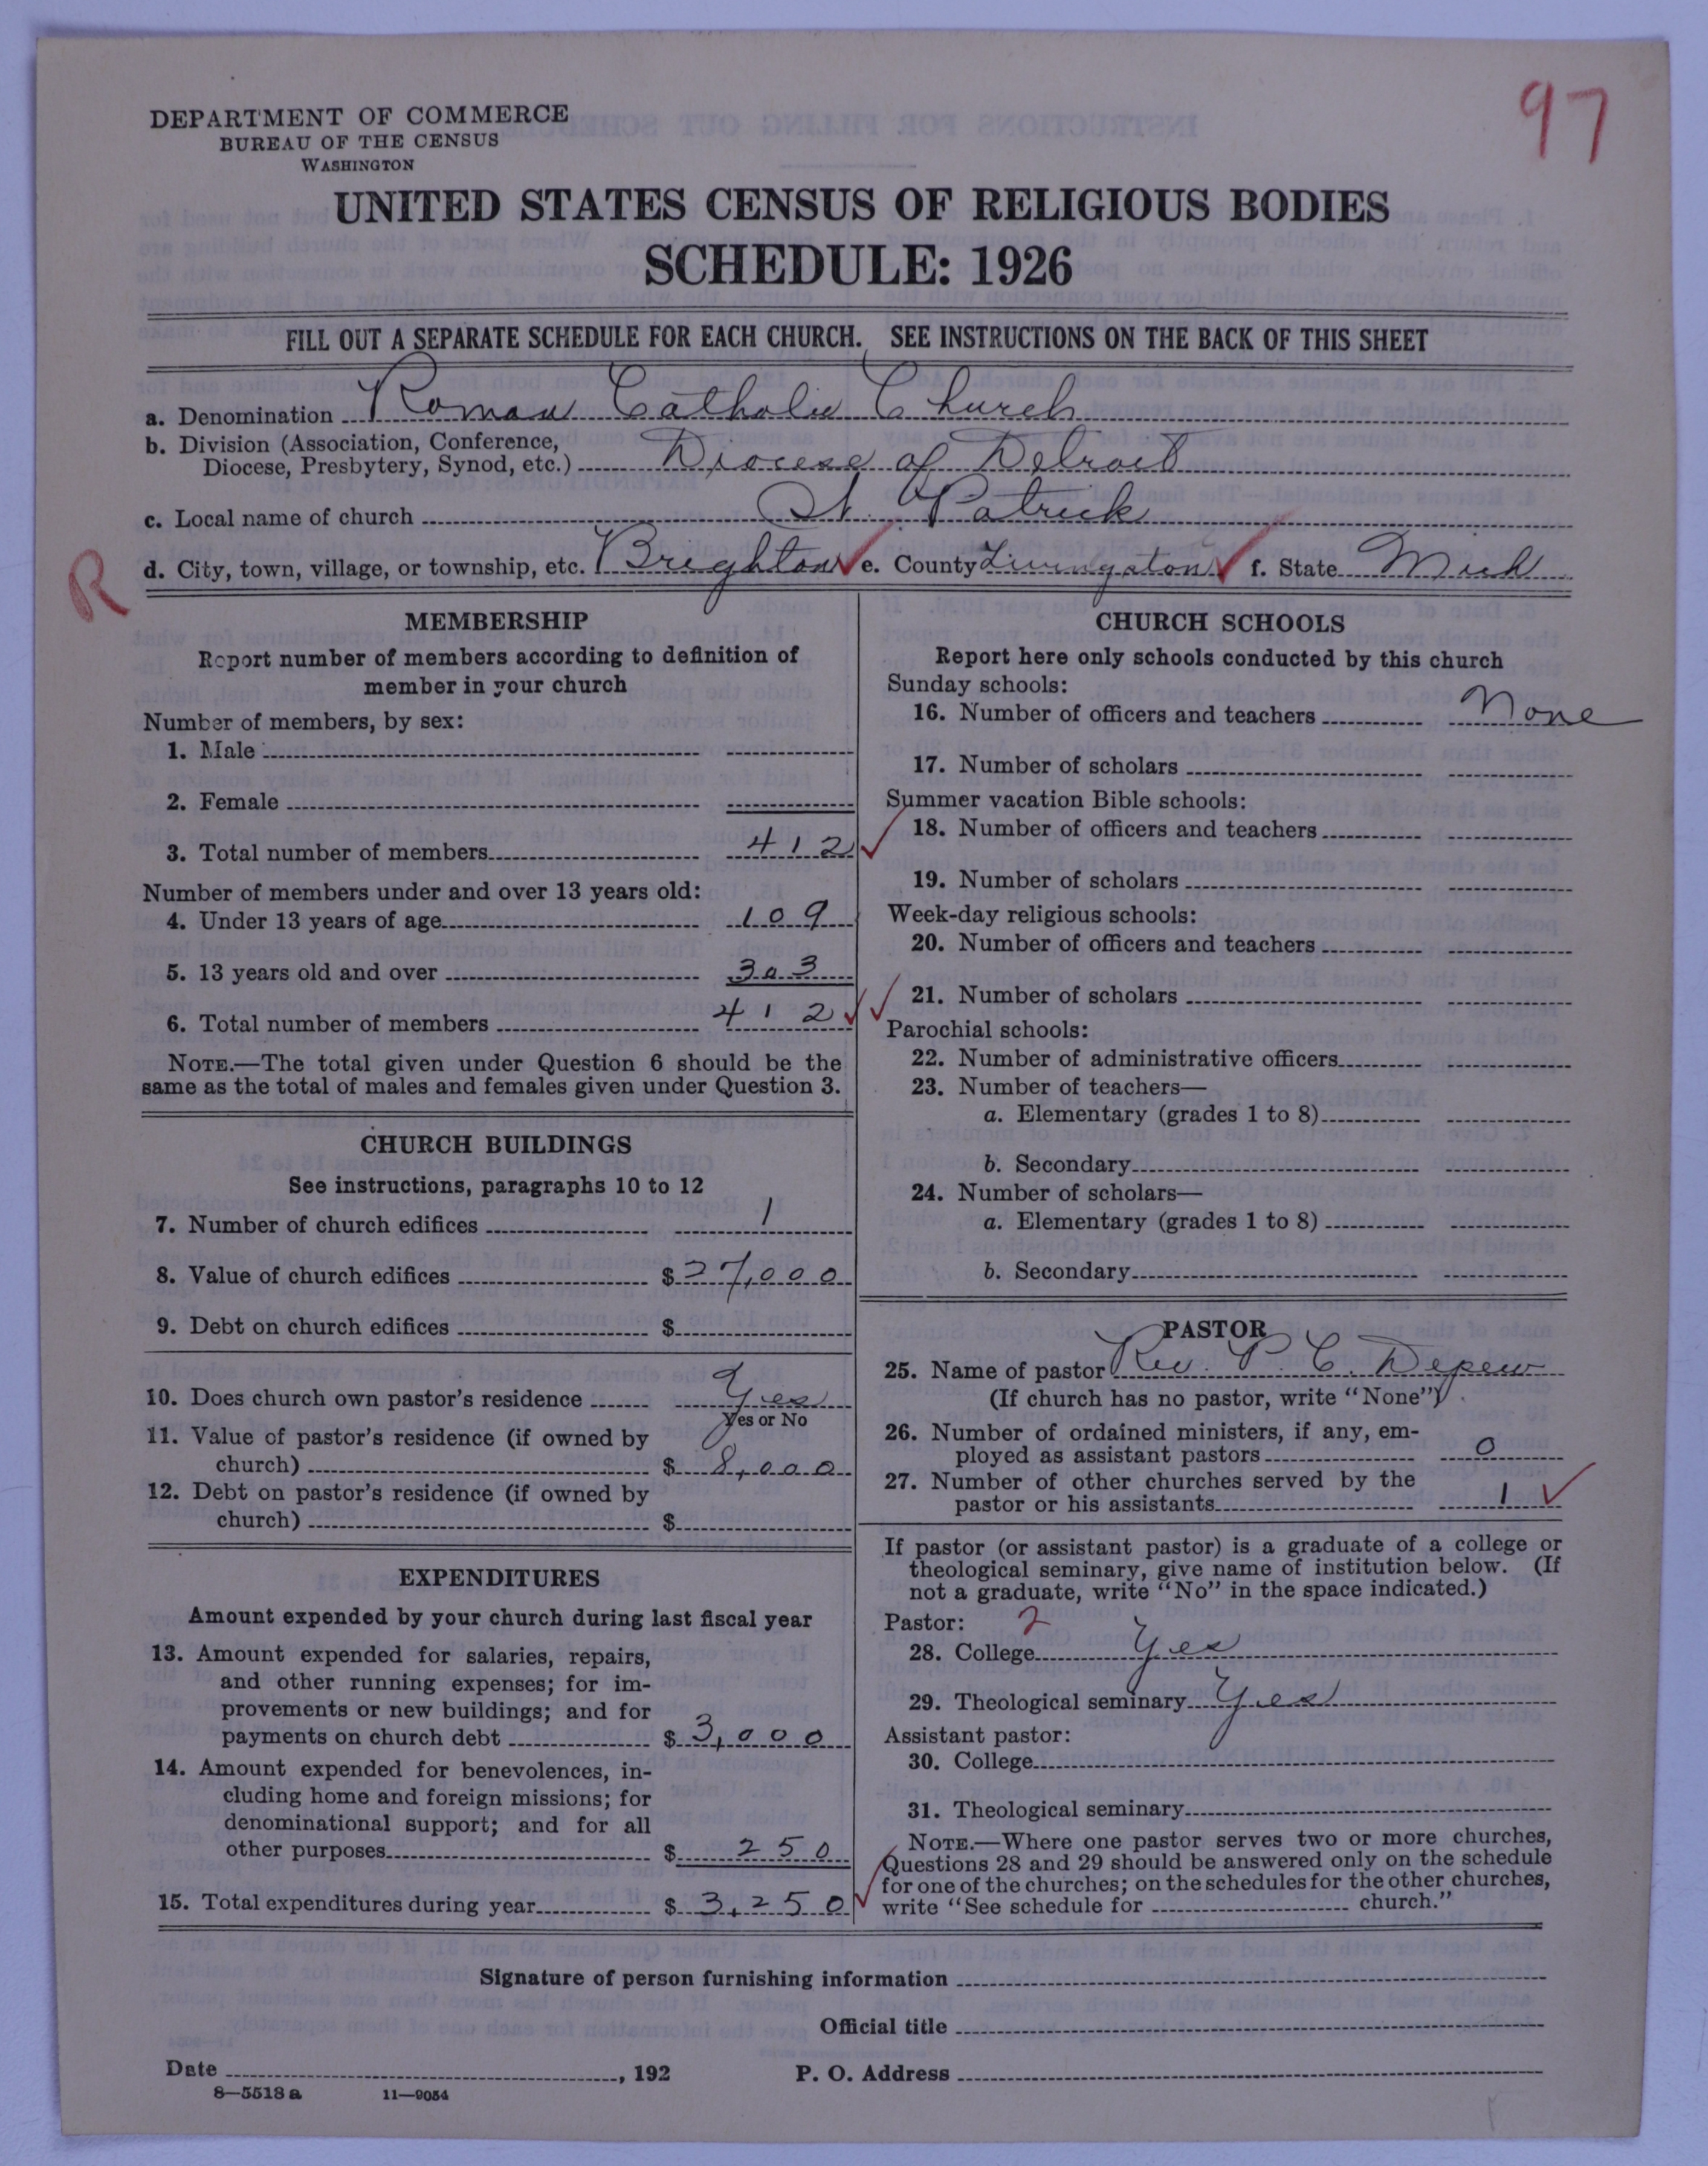 97
DEPARTMENT OF COMMERCE
BUREAU OF THE CENSUS
WASHINGTON
UNITED STATES CENSUS OF RELIGIOUS BODIES
SCHEDULE: 1926
FILL OUT A SEPARATE SCHEDULE FOR EACH CHURCH. SEE INSTRUCTIONS ON THE BACK OF THIS SHEET
a. Denomination Roman Catholic Church
b. Division (Association, Conference,
Diocese, Presbytery, Synod, etc.) Diocese of Detroit
c. Local name of church St. Patrick
R
d. City, town, village, or township, etc. Brighton e. County Livingston f. State Mich
MEMBERSHIP
Report number of members according to definition of
member in your church
Number of members, by sex:
1. Male
2. Female
3. Total number of members 412
Number of members under and over 13 years old:
4. Under 13 years of age 109
5. 13 years old and over 303
6. Total number of members 412
NOTE.—The total given under Question 6 should be the
same as the total of males and females given under Question 3.
CHURCH BUILDINGS
See instructions, paragraphs 10 to 12
7. Number of church edifices 1
8. Value of church edifices $ 27,000
9. Debt on church edifices $
10. Does church own pastor's residence Yes
Yes or No
11. Value of pastor's residence (if owned by
church) $ 8,000
12. Debt on pastor's residence (if owned by
church) $
EXPENDITURES
Amount expended by your church during last fiscal year
13. Amount expended for salaries, repairs,
and other running expenses; for im-
provements or new buildings; and for
payments on church debt $ 3,000
14. Amount expended for benevolences, in-
cluding home and foreign missions; for
denominational support; and for all
other purposes $ 250
15. Total expenditures during year $ 3,250
CHURCH SCHOOLS
Report here only schools conducted by this church
Sunday schools:
16. Number of officers and teachers None
17. Number of scholars
Summer vacation Bible schools:
18. Number of officers and teachers
19. Number of scholars
Week-day religious schools:
20. Number of officers and teachers
21. Number of scholars
Parochial schools:
22. Number of administrative officers
23. Number of teachers—
a. Elementary (grades 1 to 8)
b. Secondary
24. Number of scholars—
a. Elementary (grades 1 to 8)
b. Secondary
PASTOR
25. Name of pastor Rev. P. C. Depew
(If church has no pastor, write "None")
26. Number of ordained ministers, if any, em-
ployed as assistant pastors 0
27. Number of other churches served by the
pastor or his assistants 1
If pastor (or assistant pastor) is a graduate of a college or
theological seminary, give name of institution below. (If
not a graduate, write "No" in the space indicated.)
Pastor: 2
28. College Yes
29. Theological seminary Yes
Assistant pastor:
30. College
31. Theological seminary
NOTE.—Where one pastor serves two or more churches,
Questions 28 and 29 should be answered only on the schedule
for one of the churches; on the schedules for the other churches,
write "See schedule for church."
Signature of person furnishing information
Official title
Date , 192 P. O. Address
8—5518 a 11—9054